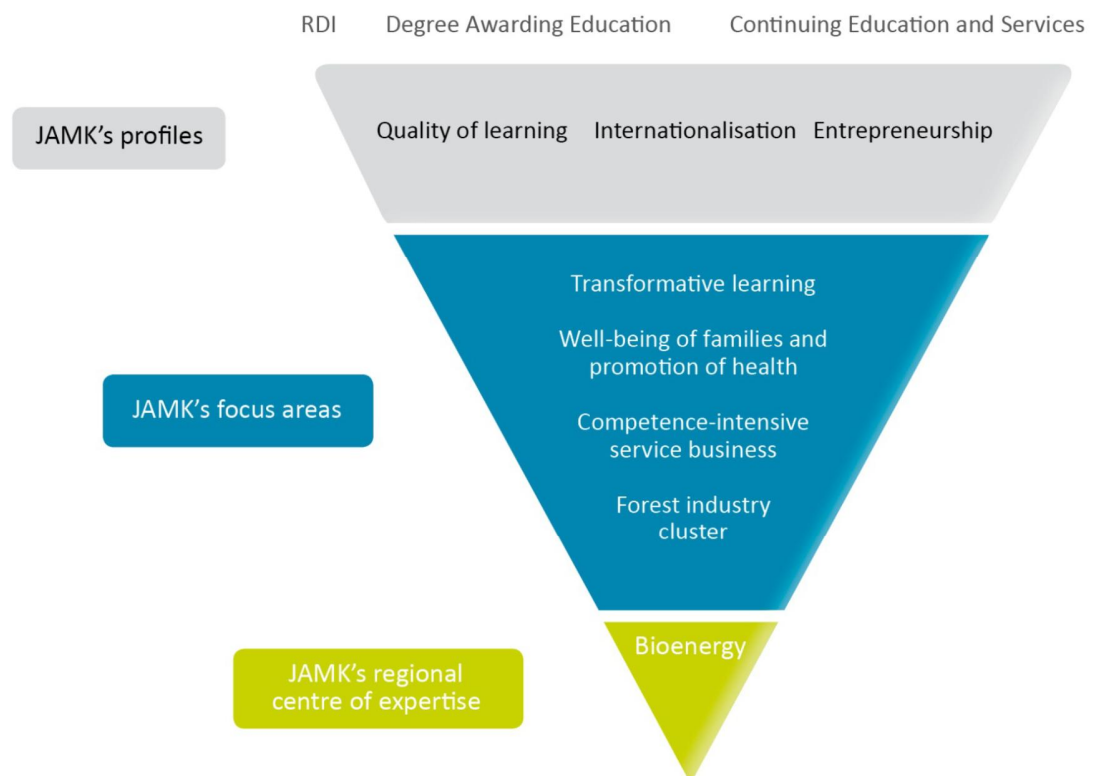 RDI Degree Awarding Education Continuing Education and Services
JAMK’s profiles
Quality of learning Internationalisation Entrepreneurship
Transformative learning
Well-being of families and
promotion of health
JAMK’s focus areas
Competence-intensive
service business
Forest industry
cluster
Bioenergy
JAMK’s regional
centre of expertise